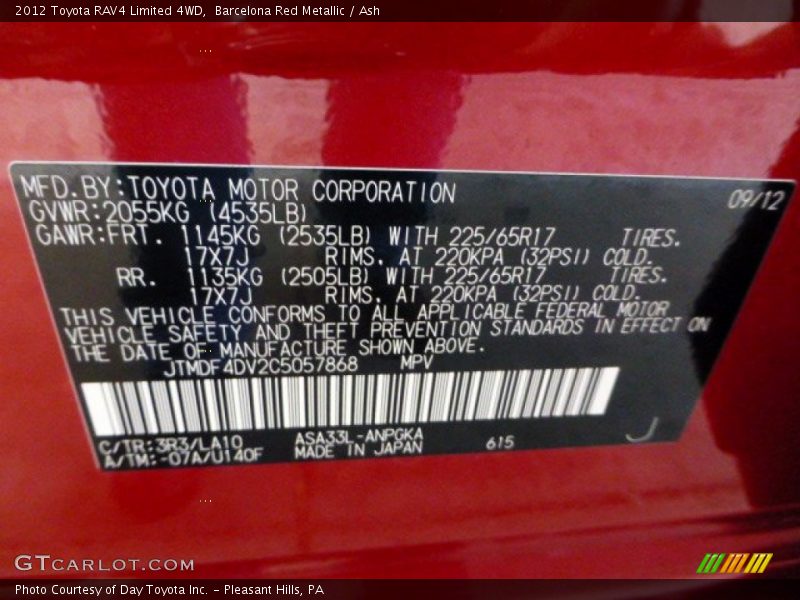 2012 Toyota RAV4 Limited 4WD, Barcelona Red Metallic / Ash
MFD.BY:TOYOTA MOTOR CORPORATION 09/12
GVWR:2055KG (4535LB)
GAWR:FRT. 1145KG (2535LB) WITH 225/65R17 TIRES.
17X7J RIMS, AT 220KPA (32PSI) COLD.
RR. 1135KG (2505LB) WITH 225/65R17 TIRES.
17X7J RIMS, AT 220KPA (32PSI) COLD.
THIS VEHICLE CONFORMS TO ALL APPLICABLE FEDERAL MOTOR
VEHICLE SAFETY AND THEFT PREVENTION STANDARDS IN EFFECT ON
THE DATE OF MANUFACTURE SHOWN ABOVE.
JTMDF4DV2C5057868 MPV
C/TR:3R3/LA10 ASA33L-ANPGKA 615 J
A/TM:-07A/U140F MADE IN JAPAN
GTCARLOT.COM
Photo Courtesy of Day Toyota Inc. - Pleasant Hills, PA